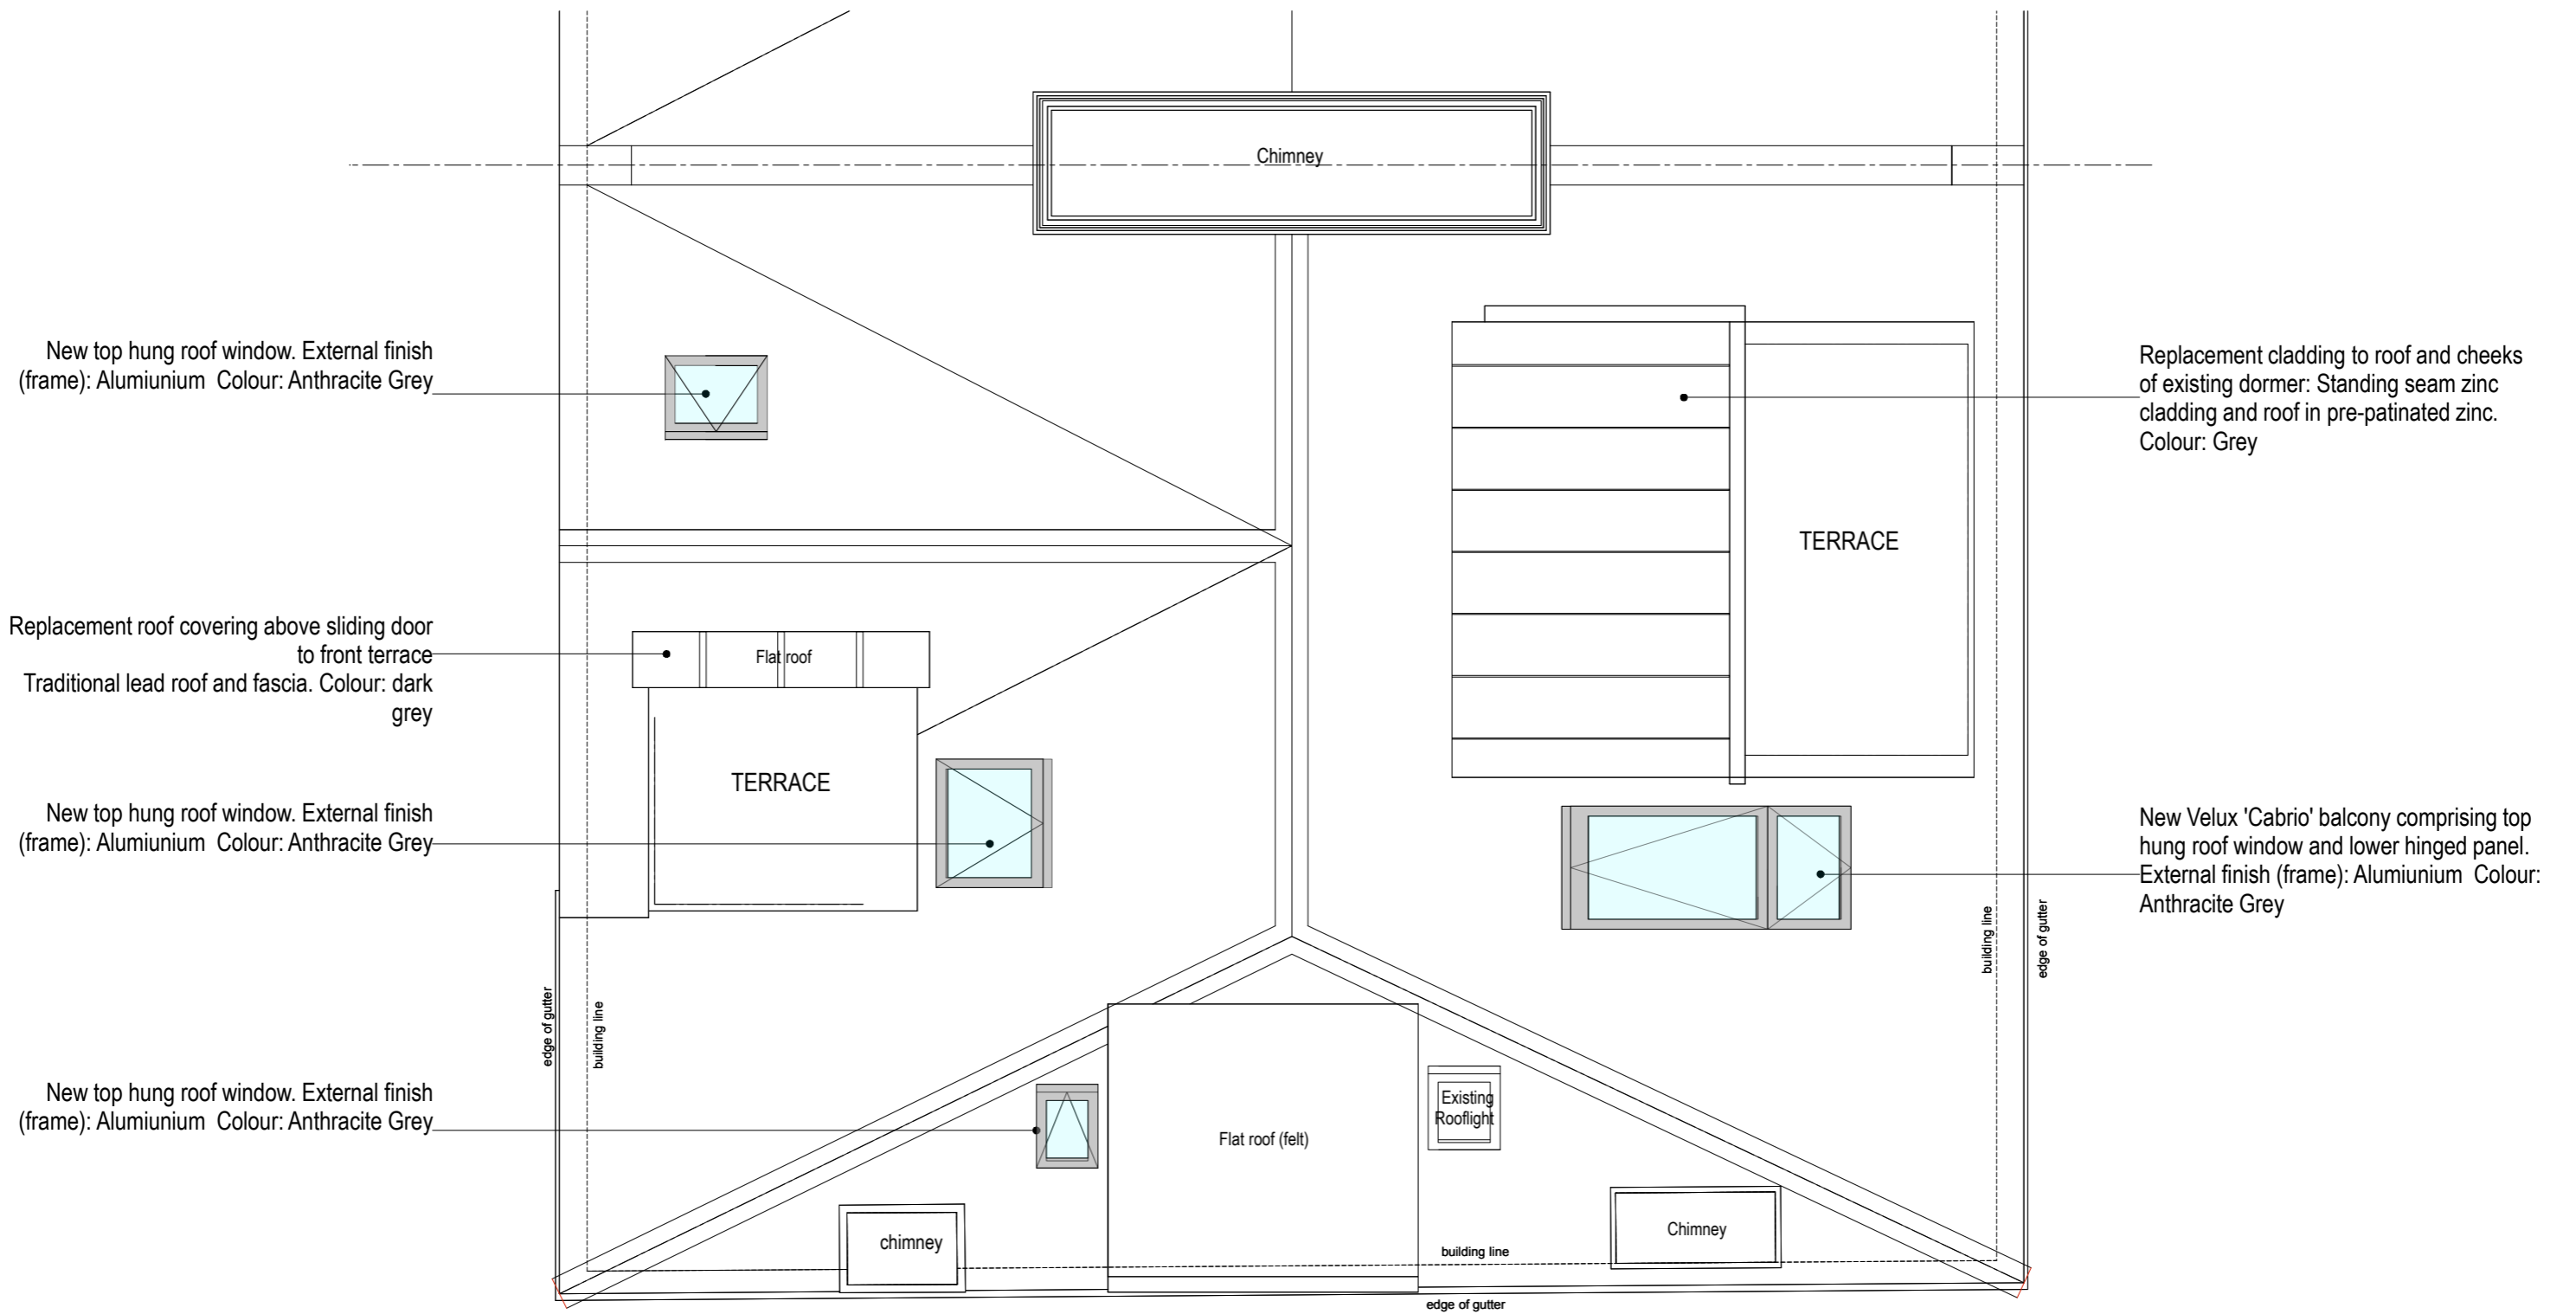 Chimney
New top hung roof window. External finish
(frame): Alumiunium  Colour: Anthracite Grey
Replacement cladding to roof and cheeks
of existing dormer: Standing seam zinc
cladding and roof in pre-patinated zinc.
Colour: Grey
TERRACE
Replacement roof covering above sliding door
to front terrace
Traditional lead roof and fascia. Colour: dark
grey
Flat roof
TERRACE
New top hung roof window. External finish
(frame): Alumiunium  Colour: Anthracite Grey
New Velux 'Cabrio' balcony comprising top
hung roof window and lower hinged panel.
External finish (frame): Alumiunium  Colour:
Anthracite Grey
building line
edge of gutter
edge of gutter
building line
New top hung roof window. External finish
(frame): Alumiunium  Colour: Anthracite Grey
Existing
Rooflight
Flat roof (felt)
chimney
Chimney
building line
edge of gutter